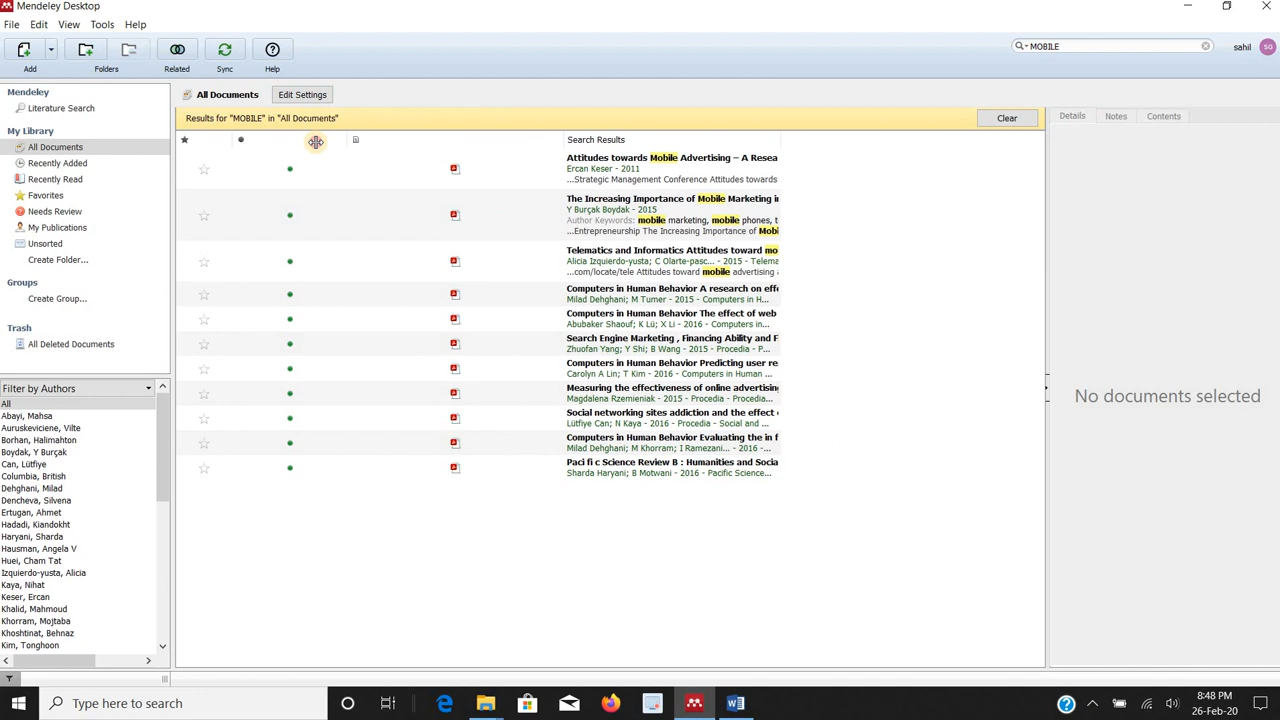 Mendeley Desktop
File Edit View Tools Help
Add Folders Related Sync Help
MOBILE
sahil SG
Mendeley
Literature Search
My Library
All Documents
Recently Added
Recently Read
Favorites
Needs Review
My Publications
Unsorted
Create Folder...
Groups
Create Group...
Trash
All Deleted Documents
Filter by Authors
All
Abayi, Mahsa
Auruskeviciene, Vilte
Borhan, Halimahton
Boydak, Y Burçak
Can, Lütfiye
Columbia, British
Dehghani, Milad
Dencheva, Silvena
Ertugan, Ahmet
Hadadi, Kiandokht
Haryani, Sharda
Hausman, Angela V
Huei, Cham Tat
Izquierdo-yusta, Alicia
Kaya, Nihat
Keser, Ercan
Khalid, Mahmoud
Khorram, Mojtaba
Khoshtinat, Behnaz
Kim, Tonghoon
All Documents Edit Settings
Results for "MOBILE" in "All Documents" Clear
Search Results
Attitudes towards Mobile Advertising – A Resea
Ercan Keser - 2011
...Strategic Management Conference Attitudes towards
The Increasing Importance of Mobile Marketing in
Y Burçak Boydak - 2015
Author Keywords: mobile marketing, mobile phones, t
...Entrepreneurship The Increasing Importance of Mobi
Telematics and Informatics Attitudes toward mo
Alicia Izquierdo-yusta; C Olarte-pasc... - 2015 - Telema
...com/locate/tele Attitudes toward mobile advertising a
Computers in Human Behavior A research on effe
Milad Dehghani; M Tumer - 2015 - Computers in H...
Computers in Human Behavior The effect of web
Abubaker Shaouf; K Lü; X Li - 2016 - Computers in...
Search Engine Marketing , Financing Ability and F
Zhuofan Yang; Y Shi; B Wang - 2015 - Procedia - P...
Computers in Human Behavior Predicting user re
Carolyn A Lin; T Kim - 2016 - Computers in Human ...
Measuring the effectiveness of online advertising
Magdalena Rzemieniak - 2015 - Procedia - Procedia...
Social networking sites addiction and the effect o
Lütfiye Can; N Kaya - 2016 - Procedia - Social and ...
Computers in Human Behavior Evaluating the in f
Milad Dehghani; M Khorram; I Ramezani... - 2016 -...
Paci fi c Science Review B : Humanities and Socia
Sharda Haryani; B Motwani - 2016 - Pacific Science...
Details Notes Contents
No documents selected
Type here to search
8:48 PM
26-Feb-20